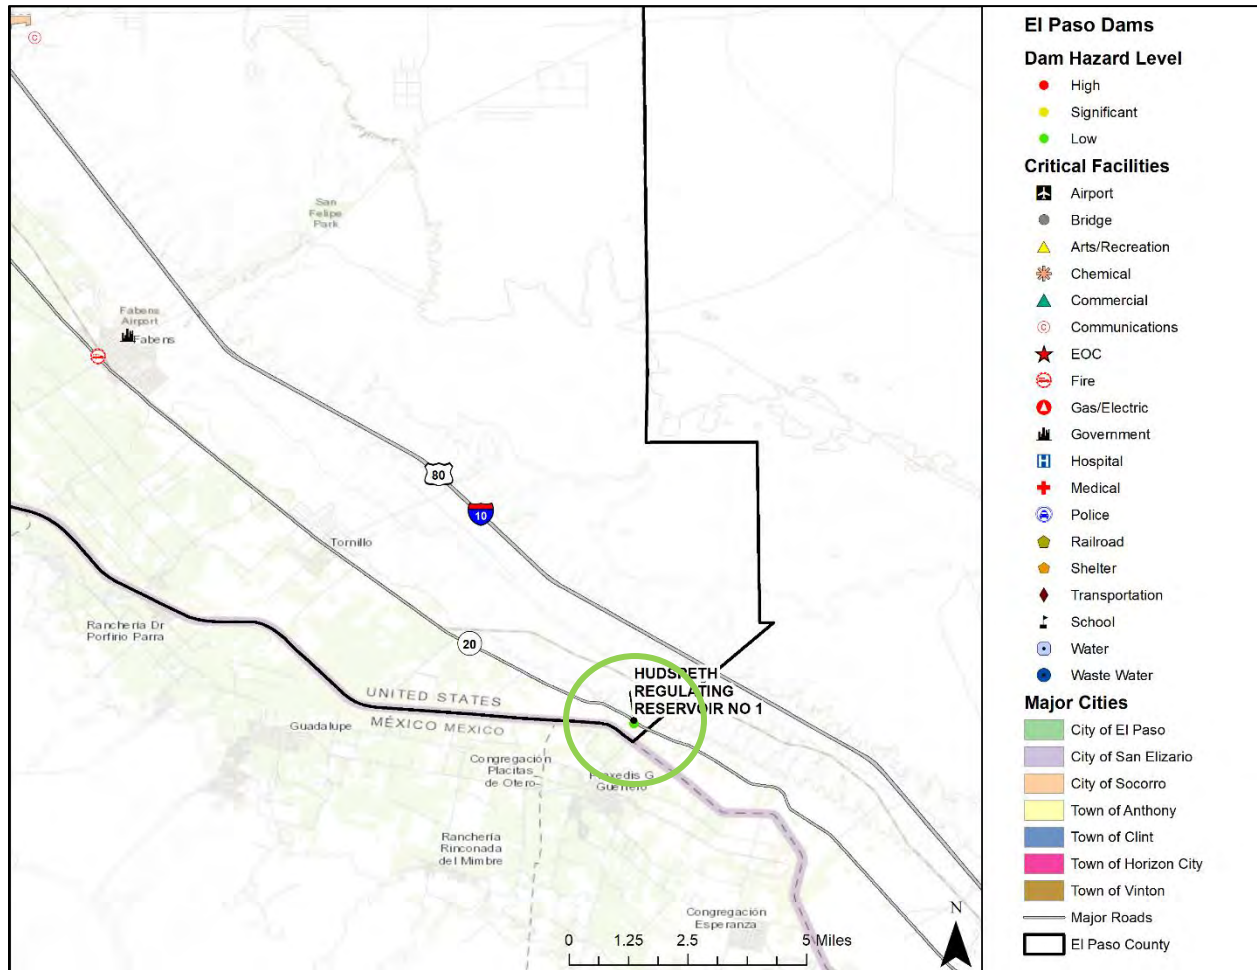 San
Felipe
Park
Fabens
Airport
Fabens
80
10
Tornillo
Ranchería Dr
Porfirio Parra
20
HUDSPETH
REGULATING
RESERVOIR NO 1
UNITED STATES
MÉXICO MEXICO
Guadalupe
Congregación
Placitas
de Otero
Praxedis G
Guerrero
Ranchería
Rinconada
del Mimbre
Congregación
Esperanza
0 1.25 2.5 5 Miles
N
El Paso Dams
Dam Hazard Level
High
Significant
Low
Critical Facilities
Airport
Bridge
Arts/Recreation
Chemical
Commercial
C Communications
EOC
Fire
Gas/Electric
Government
H Hospital
Medical
Police
Railroad
Shelter
Transportation
School
Water
Waste Water
Major Cities
City of El Paso
City of San Elizario
City of Socorro
Town of Anthony
Town of Clint
Town of Horizon City
Town of Vinton
Major Roads
El Paso County